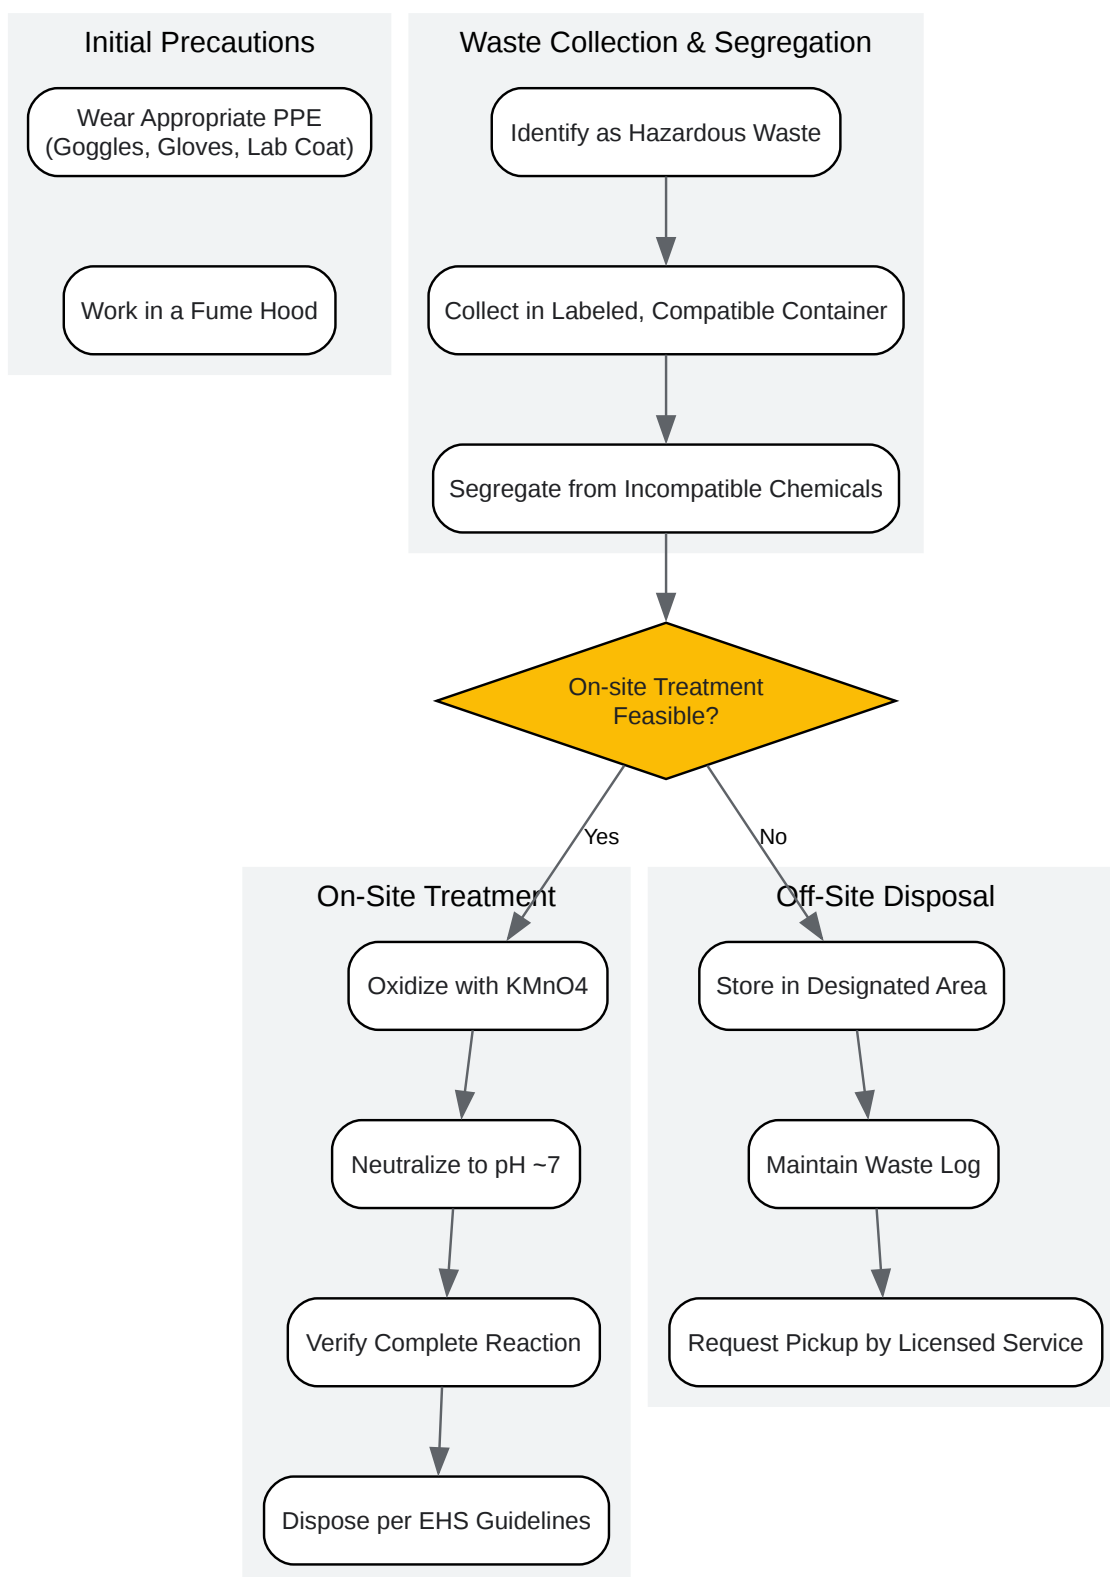 Initial Precautions
Wear Appropriate PPE
(Goggles, Gloves, Lab Coat)
Work in a Fume Hood
Waste Collection & Segregation
Identify as Hazardous Waste
Collect in Labeled, Compatible Container
Segregate from Incompatible Chemicals
On-site Treatment
Feasible?
Yes
No
On-Site Treatment
Oxidize with KMnO4
Neutralize to pH ~7
Verify Complete Reaction
Dispose per EHS Guidelines
Off-Site Disposal
Store in Designated Area
Maintain Waste Log
Request Pickup by Licensed Service